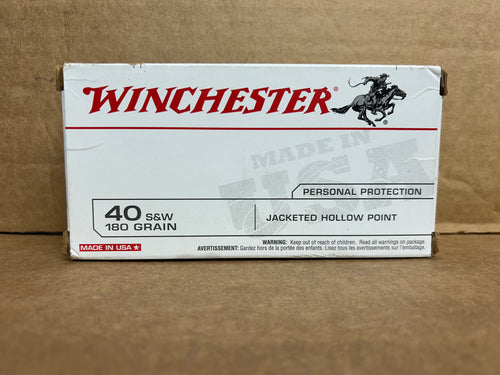 WINCHESTER®
MADE IN
USA
PERSONAL PROTECTION
40 S&W
180 GRAIN
JACKETED HOLLOW POINT
MADE IN USA★
WARNING: Keep out of reach of children. Read all warnings on package.
AVERTISSEMENT: Gardez hors de la portée des enfants. Lisez tous les avertissements sur l'emballage.